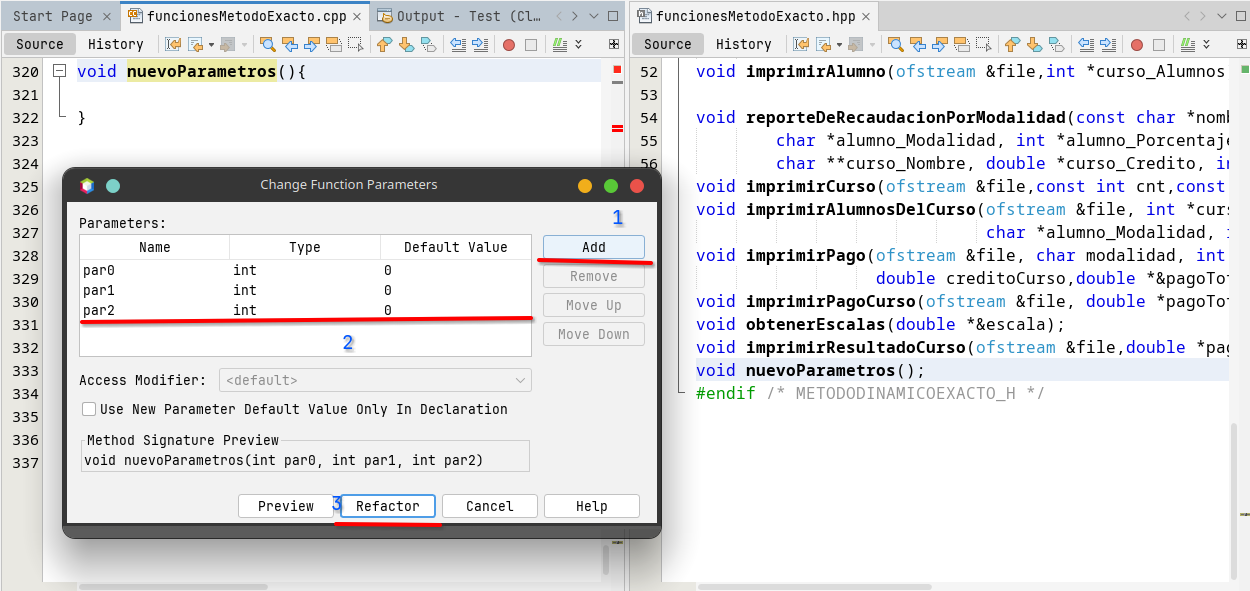 Start Page
funcionesMetodoExacto.cpp
Output - Test (Cl...
Source
History
320 void nuevoParametros(){
321
322 }
323
324
325
326
327
328
329
330
331
332
333
334
335
336
337
funcionesMetodoExacto.hpp
Source
History
52 void imprimirAlumno(ofstream &file,int *curso_Alumnos
53
54 void reporteDeRecaudacionPorModalidad(const char *nomb
55 char *alumno_Modalidad, int *alumno_Porcentaje
56 char **curso_Nombre, double *curso_Credito, in
void imprimirCurso(ofstream &file,const int cnt,const
void imprimirAlumnosDelCurso(ofstream &file, int *curs
char *alumno_Modalidad, i
void imprimirPago(ofstream &file, char modalidad, int
double creditoCurso,double *&pagoTot
void imprimirPagoCurso(ofstream &file, double *pagoTot
void obtenerEscalas(double *&escala);
void imprimirResultadoCurso(ofstream &file,double *pag
void nuevoParametros();
#endif /* METODODINAMICOEXACTO_H */
Change Function Parameters
Parameters:
1
Name Type Default Value
par0 int 0
par1 int 0
par2 int 0
2
Add
Remove
Move Up
Move Down
Access Modifier: <default>
Use New Parameter Default Value Only In Declaration
Method Signature Preview
void nuevoParametros(int par0, int par1, int par2)
Preview
3
Refactor
Cancel
Help